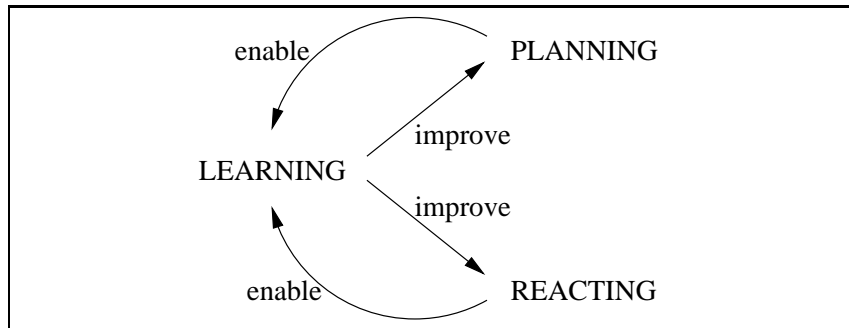 enable
PLANNING
improve
LEARNING
improve
enable
REACTING